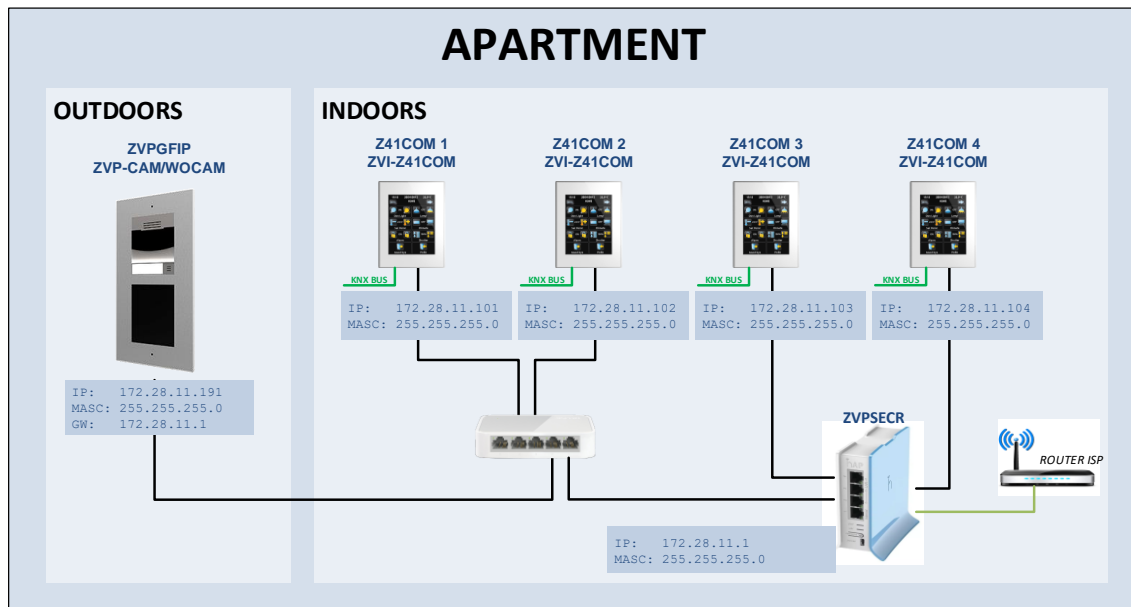 APARTMENT
OUTDOORS
ZVPGFIP
ZVP-CAM/WOCAM
IP: 172.28.11.191
MASC: 255.255.255.0
GW: 172.28.11.1
INDOORS
Z41COM 1
ZVI-Z41COM
KNX BUS
IP: 172.28.11.101
MASC: 255.255.255.0
Z41COM 2
ZVI-Z41COM
KNX BUS
IP: 172.28.11.102
MASC: 255.255.255.0
Z41COM 3
ZVI-Z41COM
KNX BUS
IP: 172.28.11.103
MASC: 255.255.255.0
Z41COM 4
ZVI-Z41COM
KNX BUS
IP: 172.28.11.104
MASC: 255.255.255.0
ZVPSECR
ROUTER ISP
IP: 172.28.11.1
MASC: 255.255.255.0